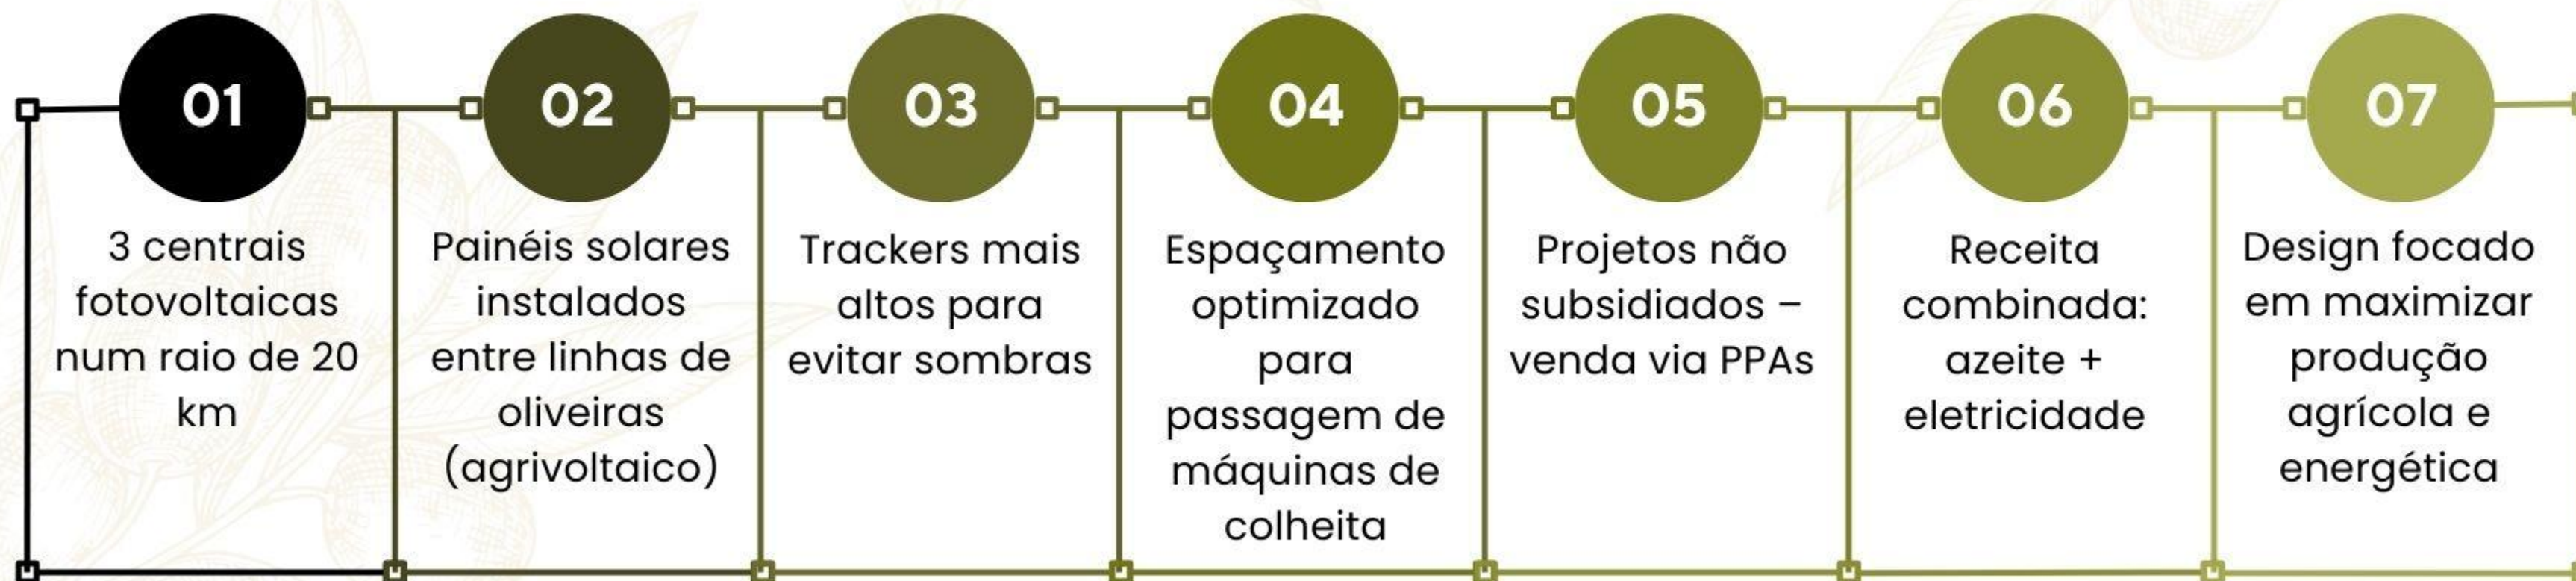 01
3 centrais
fotovoltaicas
num raio de 20
km
02
Painéis solares
instalados
entre linhas de
oliveiras
(agrivoltaico)
03
Trackers mais
altos para
evitar sombras
04
Espaçamento
optimizado
para
passagem de
máquinas de
colheita
05
Projetos não
subsidiados –
venda via PPAs
06
Receita
combinada:
azeite +
eletricidade
07
Design focado
em maximizar
produção
agrícola e
energética